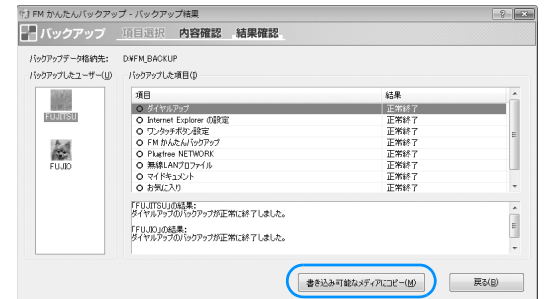 FM かんたんバックアップ - バックアップ結果
バックアップ 項目選択 内容確認 結果確認
バックアップデータ格納先: D:¥FM_BACKUP
バックアップしたユーザー(U) バックアップした項目(I)
項目 結果
ダイヤルアップ 正常終了
Internet Explorer の設定 正常終了
ワンタッチボタン設定 正常終了
FM かんたんバックアップ 正常終了
Plugfree NETWORK 正常終了
無線LANプロファイル 正常終了
マイドキュメント 正常終了
お気に入り 正常終了
FUJITSU
FUJIO
「FUJITSU」の結果:
ダイヤルアップのバックアップが正常に終了しました。
「FUJIO」の結果:
ダイヤルアップのバックアップが正常に終了しました。
書き込み可能なメディアにコピー(M) 戻る(B)